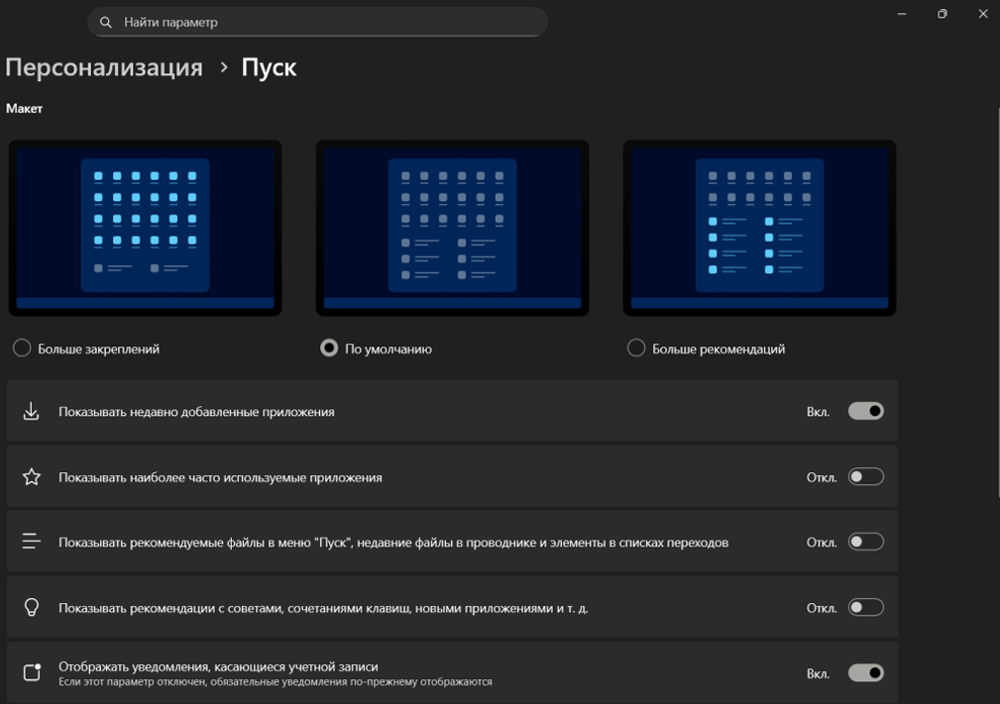 Найти параметр
Персонализация › Пуск
Макет
Больше закреплений
По умолчанию
Больше рекомендаций
Показывать недавно добавленные приложения Вкл.
Показывать наиболее часто используемые приложения Откл.
Показывать рекомендуемые файлы в меню "Пуск", недавние файлы в проводнике и элементы в списках переходов Откл.
Показывать рекомендации с советами, сочетаниями клавиш, новыми приложениями и т. д. Откл.
Отображать уведомления, касающиеся учетной записи Вкл.
Если этот параметр отключен, обязательные уведомления по-прежнему отображаются